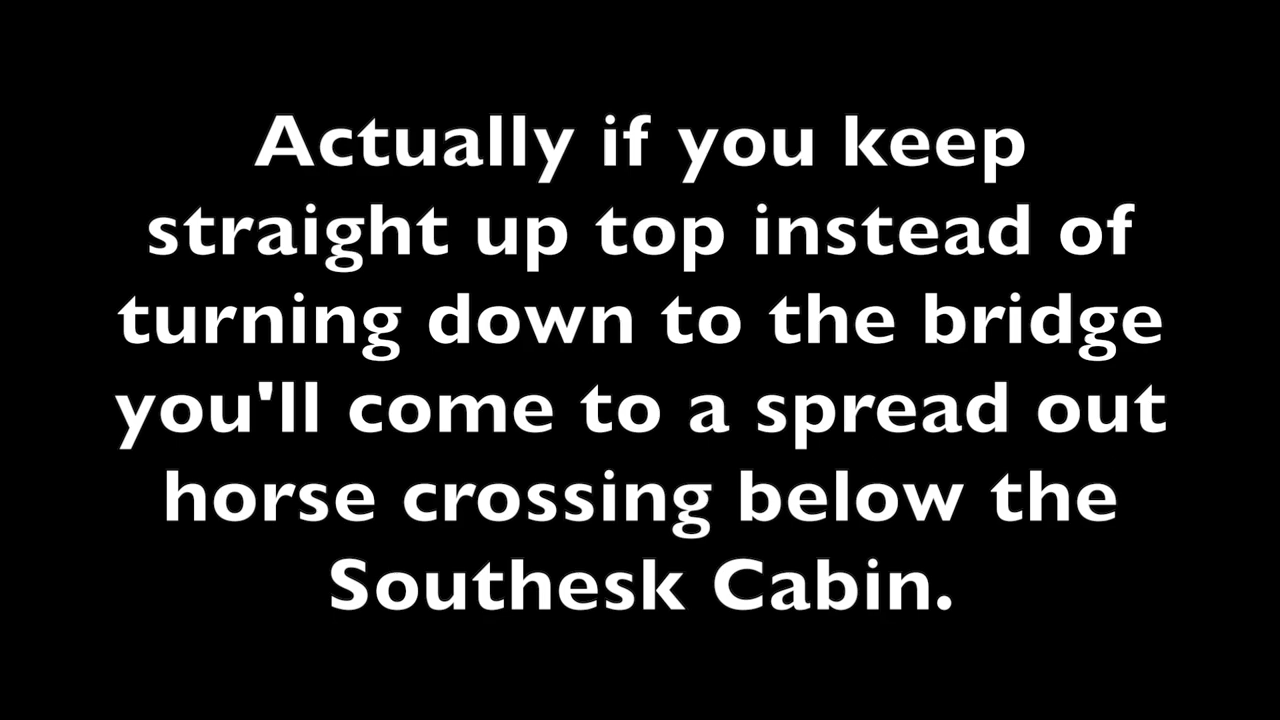 Actually if you keep
straight up top instead of
turning down to the bridge
you'll come to a spread out
horse crossing below the
Southesk Cabin.